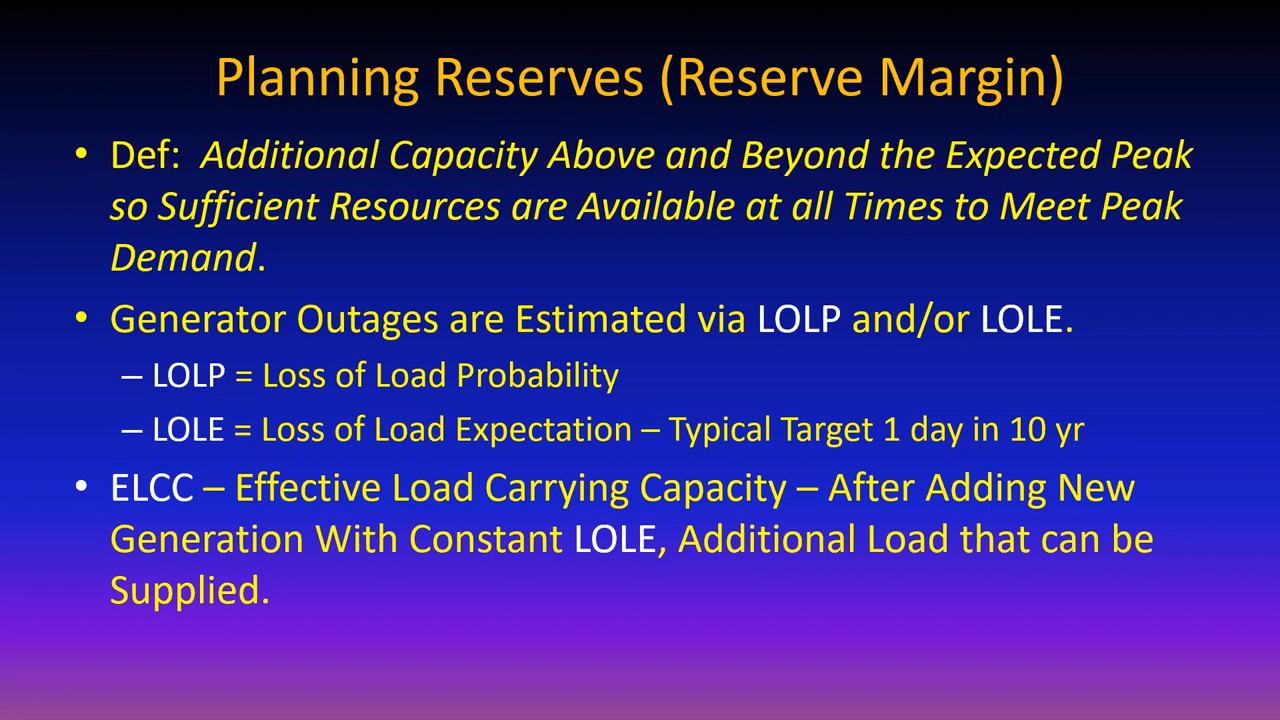 Planning Reserves (Reserve Margin)
• Def: Additional Capacity Above and Beyond the Expected Peak
so Sufficient Resources are Available at all Times to Meet Peak
Demand.
• Generator Outages are Estimated via LOLP and/or LOLE.
– LOLP = Loss of Load Probability
– LOLE = Loss of Load Expectation – Typical Target 1 day in 10 yr
• ELCC – Effective Load Carrying Capacity – After Adding New
Generation With Constant LOLE, Additional Load that can be
Supplied.